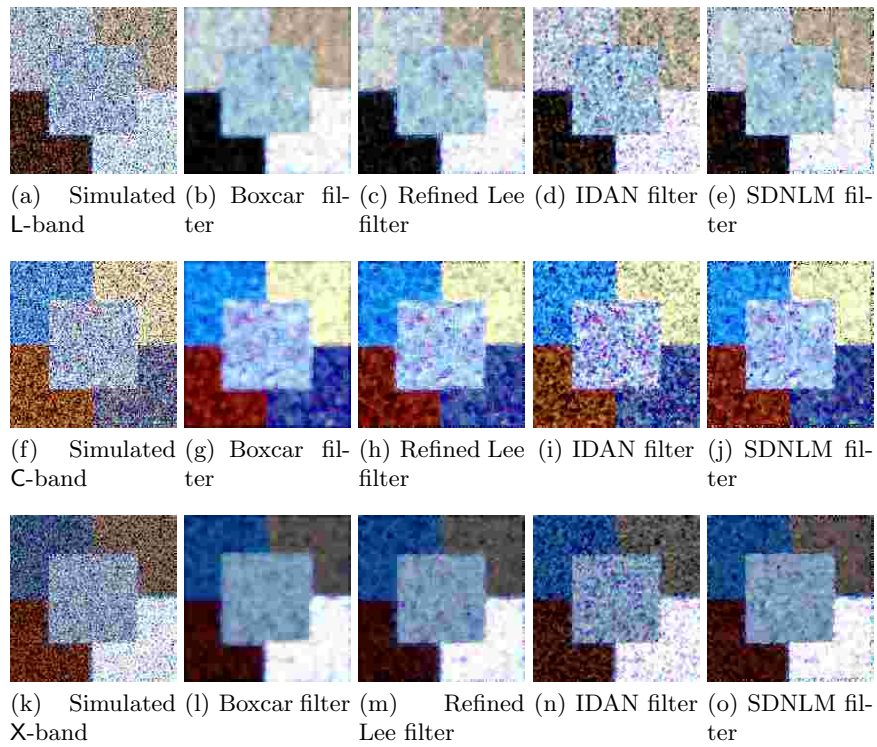 (a) Simulated
L-band
(b) Boxcar fil-
ter
(c) Refined Lee
filter
(d) IDAN filter
(e) SDNLM fil-
ter
(f) Simulated
C-band
(g) Boxcar fil-
ter
(h) Refined Lee
filter
(i) IDAN filter
(j) SDNLM fil-
ter
(k) Simulated
X-band
(l) Boxcar filter
(m) Refined
Lee filter
(n) IDAN filter
(o) SDNLM fil-
ter